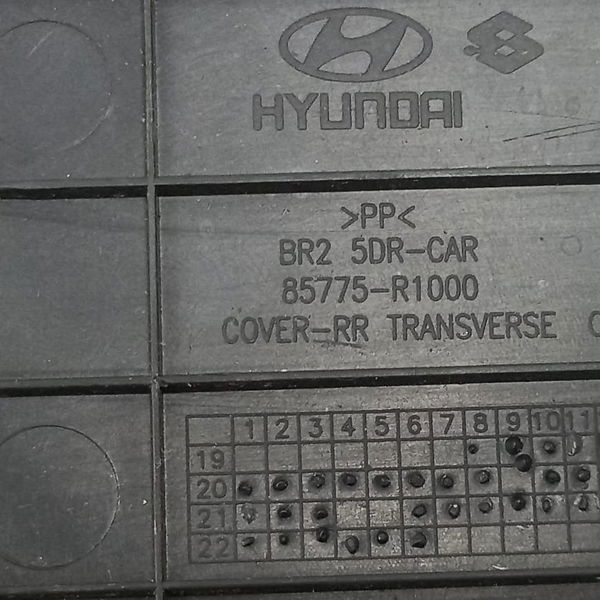 HYUNDAI
>PP<
BR2 5DR-CAR
85775-R1000
COVER-RR TRANSVERSE
1 2 3 4 5 6 7 8 9 10 11
19
20
21
22